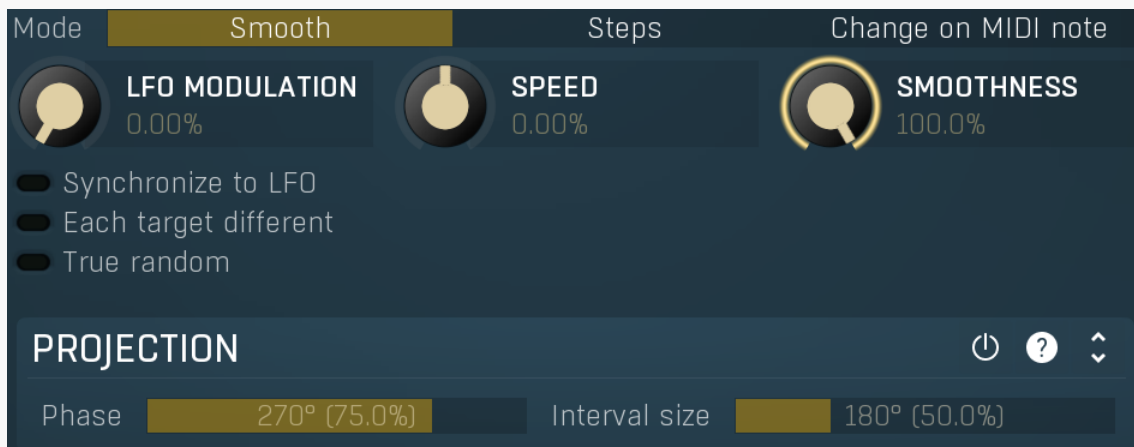 Mode Smooth Steps Change on MIDI note
LFO MODULATION SPEED SMOOTHNESS
0.00% 0.00% 100.0%
Synchronize to LFO
Each target different
True random
PROJECTION ?
Phase 270° (75.0%) Interval size 180° (50.0%)